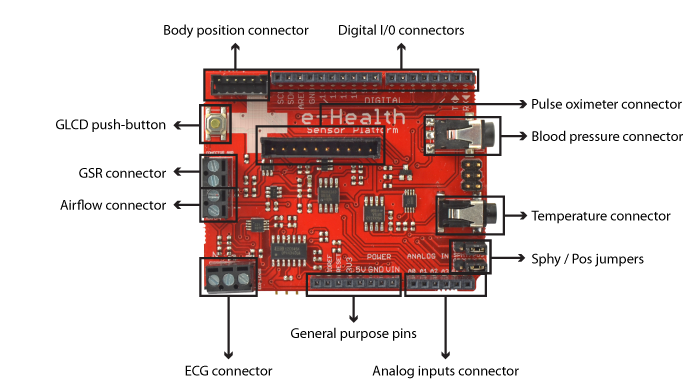 Body position connector
Digital I/0 connectors
DIGITAL
Pulse oximeter connector
e-Health
Sensor Platform
GLCD push-button
Blood pressure connector
GSR connector
Airflow connector
Temperature connector
POWER
ANALOG IN
5V GND VIN
A0 A1 A2 A3
Sphy / Pos jumpers
General purpose pins
ECG connector
Analog inputs connector